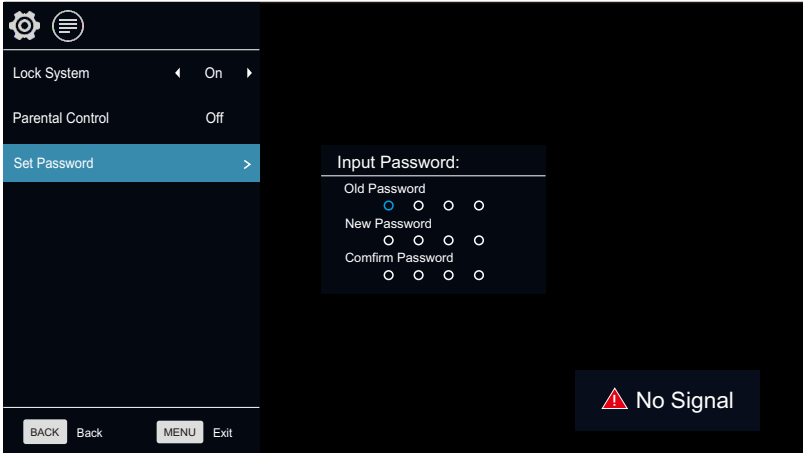 Lock System On
Parental Control Off
Set Password >
Input Password:
Old Password
New Password
Comfirm Password
No Signal
BACK Back MENU Exit